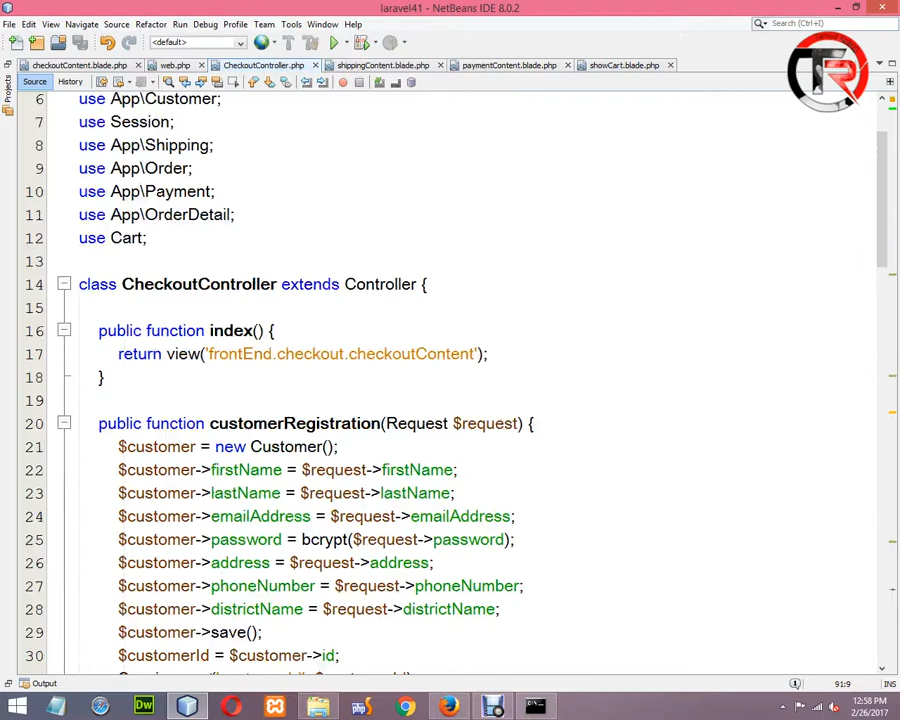 laravel41 - NetBeans IDE 8.0.2
File Edit View Navigate Source Refactor Run Debug Profile Team Tools Window Help
Search (Ctrl+I)
<default>
checkoutContent.blade.php web.php CheckoutController.php shippingContent.blade.php paymentContent.blade.php showCart.blade.php
Source History
Projects
6 use App\Customer;
7 use Session;
8 use App\Shipping;
9 use App\Order;
10 use App\Payment;
11 use App\OrderDetail;
12 use Cart;
13
14 class CheckoutController extends Controller {
15
16 public function index() {
17 return view('frontEnd.checkout.checkoutContent');
18 }
19
20 public function customerRegistration(Request $request) {
21 $customer = new Customer();
22 $customer->firstName = $request->firstName;
23 $customer->lastName = $request->lastName;
24 $customer->emailAddress = $request->emailAddress;
25 $customer->password = bcrypt($request->password);
26 $customer->address = $request->address;
27 $customer->phoneNumber = $request->phoneNumber;
28 $customer->districtName = $request->districtName;
29 $customer->save();
30 $customerId = $customer->id;
Output
91:9 INS
Dw
12:58 PM
2/26/2017